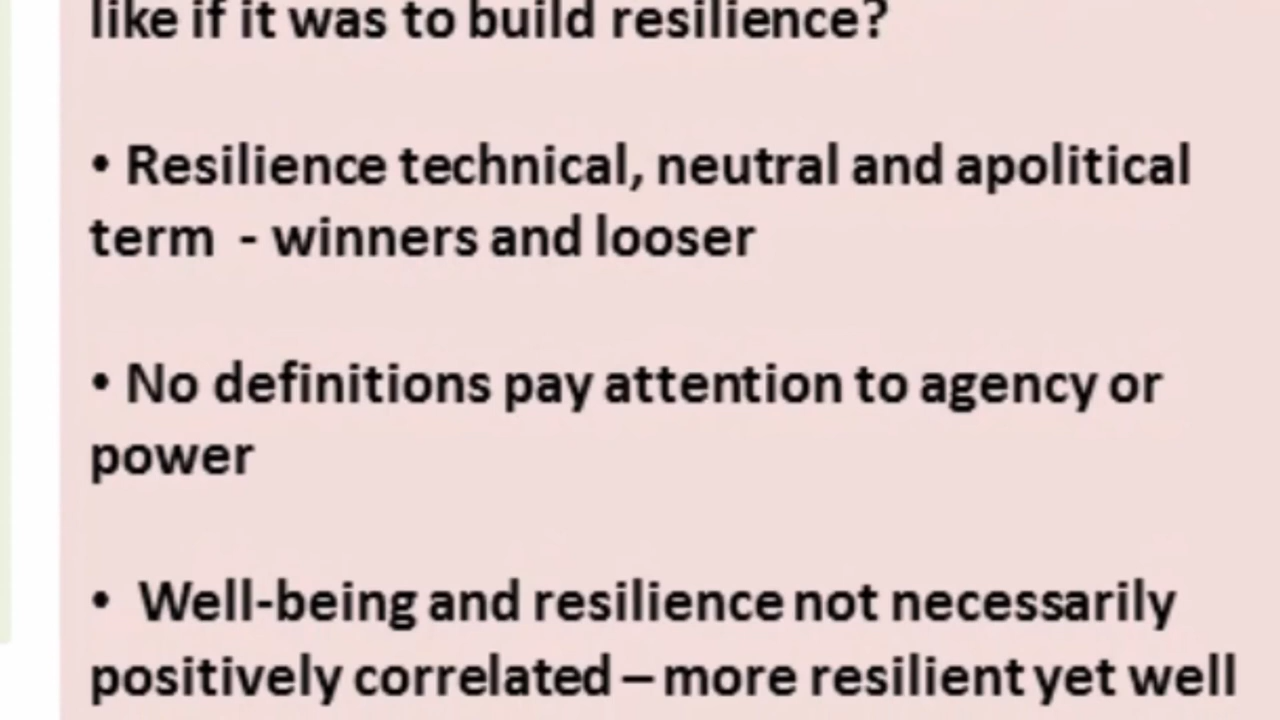 like if it was to build resilience?
• Resilience technical, neutral and apolitical
term - winners and looser
• No definitions pay attention to agency or
power
• Well-being and resilience not necessarily
positively correlated – more resilient yet well